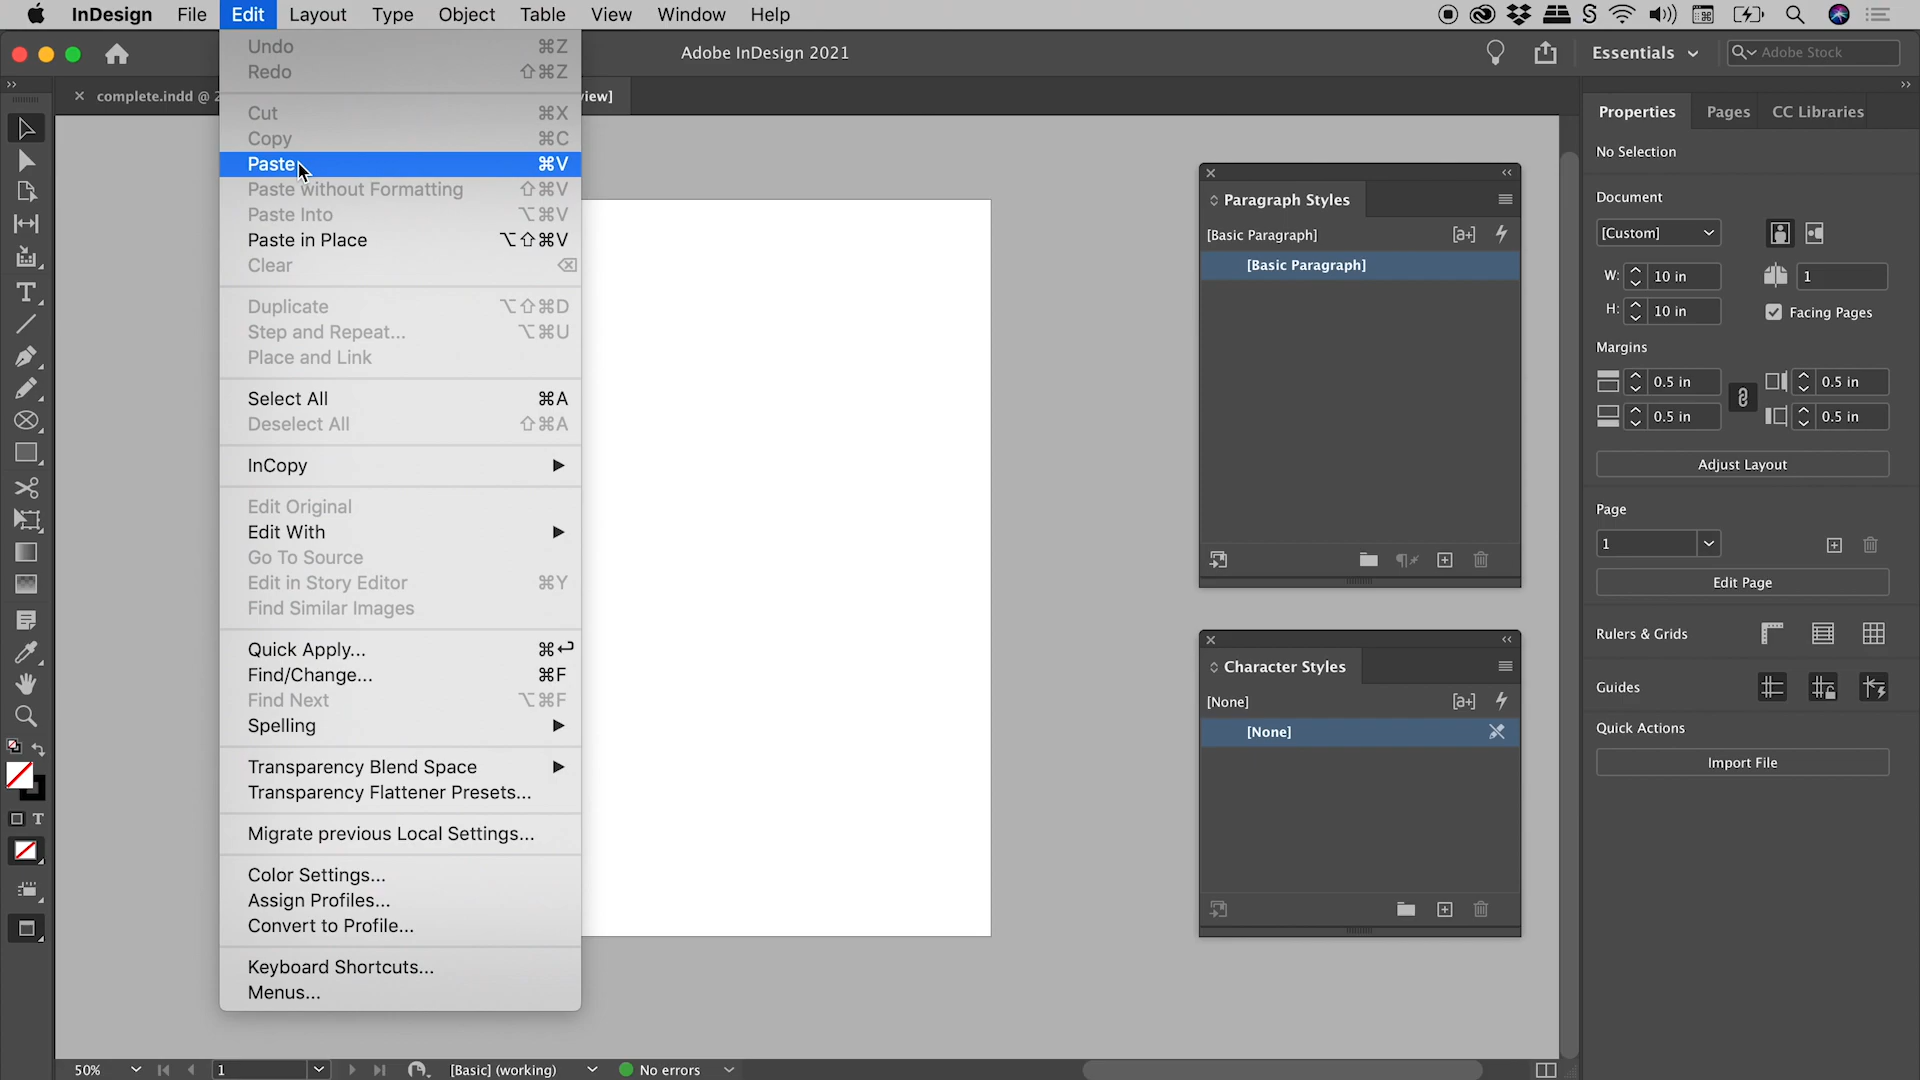 InDesign File Edit Layout Type Object Table View Window Help
Adobe InDesign 2021
Essentials
Adobe Stock
complete.indd @ 2
iew]
Undo ⌘Z
Redo ⇧⌘Z
Cut ⌘X
Copy ⌘C
Paste ⌘V
Paste without Formatting ⇧⌘V
Paste Into ⌥⌘V
Paste in Place ⌥⇧⌘V
Clear ⌫
Duplicate ⌥⇧⌘D
Step and Repeat... ⌥⌘U
Place and Link
Select All ⌘A
Deselect All ⇧⌘A
InCopy
Edit Original
Edit With
Go To Source
Edit in Story Editor ⌘Y
Find Similar Images
Quick Apply... ⌘↩
Find/Change... ⌘F
Find Next ⌥⌘F
Spelling
Transparency Blend Space
Transparency Flattener Presets...
Migrate previous Local Settings...
Color Settings...
Assign Profiles...
Convert to Profile...
Keyboard Shortcuts...
Menus...
Paragraph Styles
[Basic Paragraph] [a+]
[Basic Paragraph]
Character Styles
[None] [a+]
[None]
Properties Pages CC Libraries
No Selection
Document
[Custom]
W: 10 in 1
H: 10 in Facing Pages
Margins
0.5 in 0.5 in
0.5 in 0.5 in
Adjust Layout
Page
1
Edit Page
Rulers & Grids
Guides
Quick Actions
Import File
50% 1 [Basic] (working) No errors